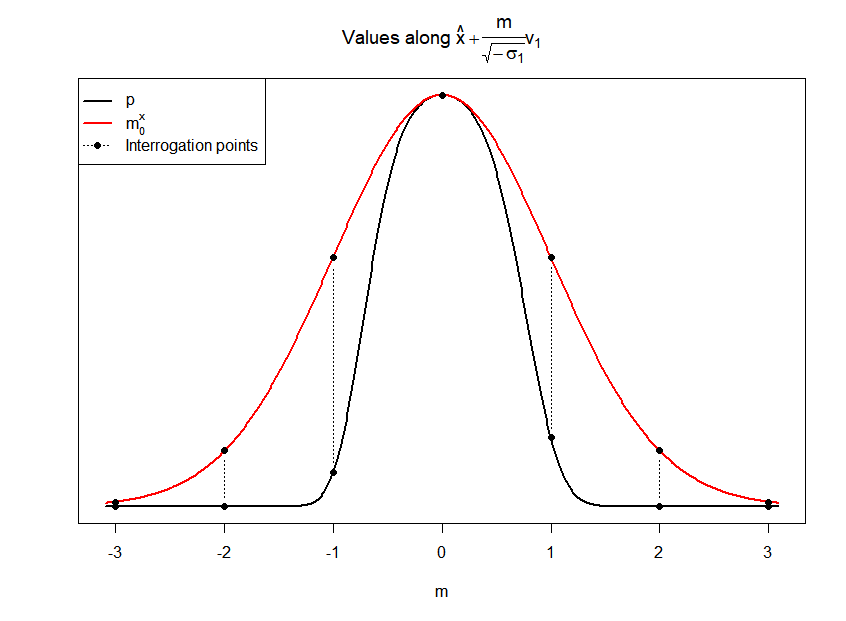 Values along x̂ + m/√−σ₁ v₁
p
m₀ˣ
Interrogation points
-3 -2 -1 0 1 2 3
m